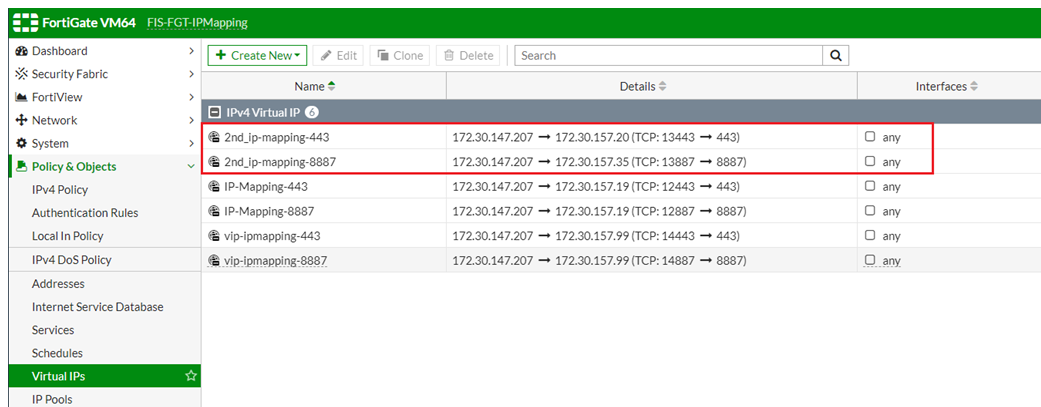 FortiGate VM64 FIS-FGT-IPMapping
Dashboard
Security Fabric
FortiView
Network
System
Policy & Objects
IPv4 Policy
Authentication Rules
Local In Policy
IPv4 DoS Policy
Addresses
Internet Service Database
Services
Schedules
Virtual IPs
IP Pools
+ Create New Edit Clone Delete Search
Name Details Interfaces
IPv4 Virtual IP 6
2nd_ip-mapping-443 172.30.147.207 → 172.30.157.20 (TCP: 13443 → 443) any
2nd_ip-mapping-8887 172.30.147.207 → 172.30.157.35 (TCP: 13887 → 8887) any
IP-Mapping-443 172.30.147.207 → 172.30.157.19 (TCP: 12443 → 443) any
IP-Mapping-8887 172.30.147.207 → 172.30.157.19 (TCP: 12887 → 8887) any
vip-ipmapping-443 172.30.147.207 → 172.30.157.99 (TCP: 14443 → 443) any
vip-ipmapping-8887 172.30.147.207 → 172.30.157.99 (TCP: 14887 → 8887) any